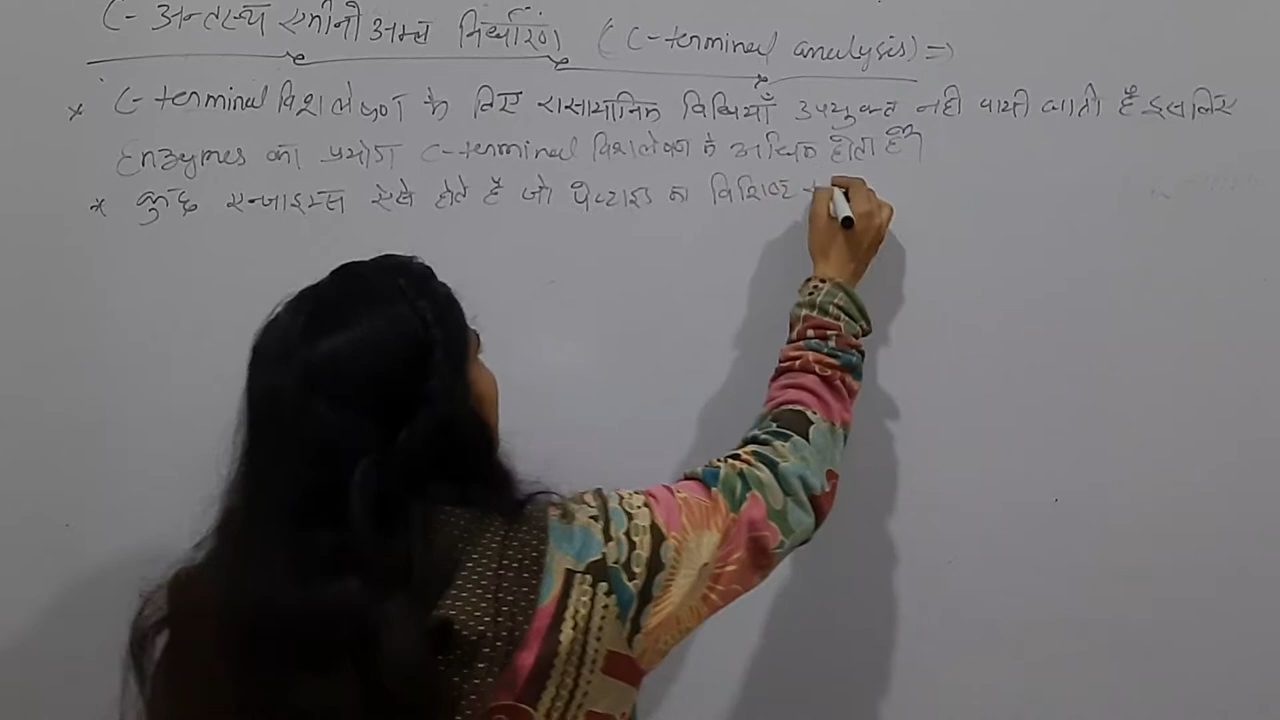 C- अन्तस्थ एमीनो अम्ल निर्धारण (C-terminal analysis) ⇒
* C-terminal विश्लेषण के लिए रासायनिक विधियाँ उपयुक्त नही पायी जाती है इसलिए
Enzymes का प्रयोग C-terminal विश्लेषण मे अधिक होता है
* कुछ एन्जाइम्स ऐसे होते है जो पेप्टाइड का विशिष्ट